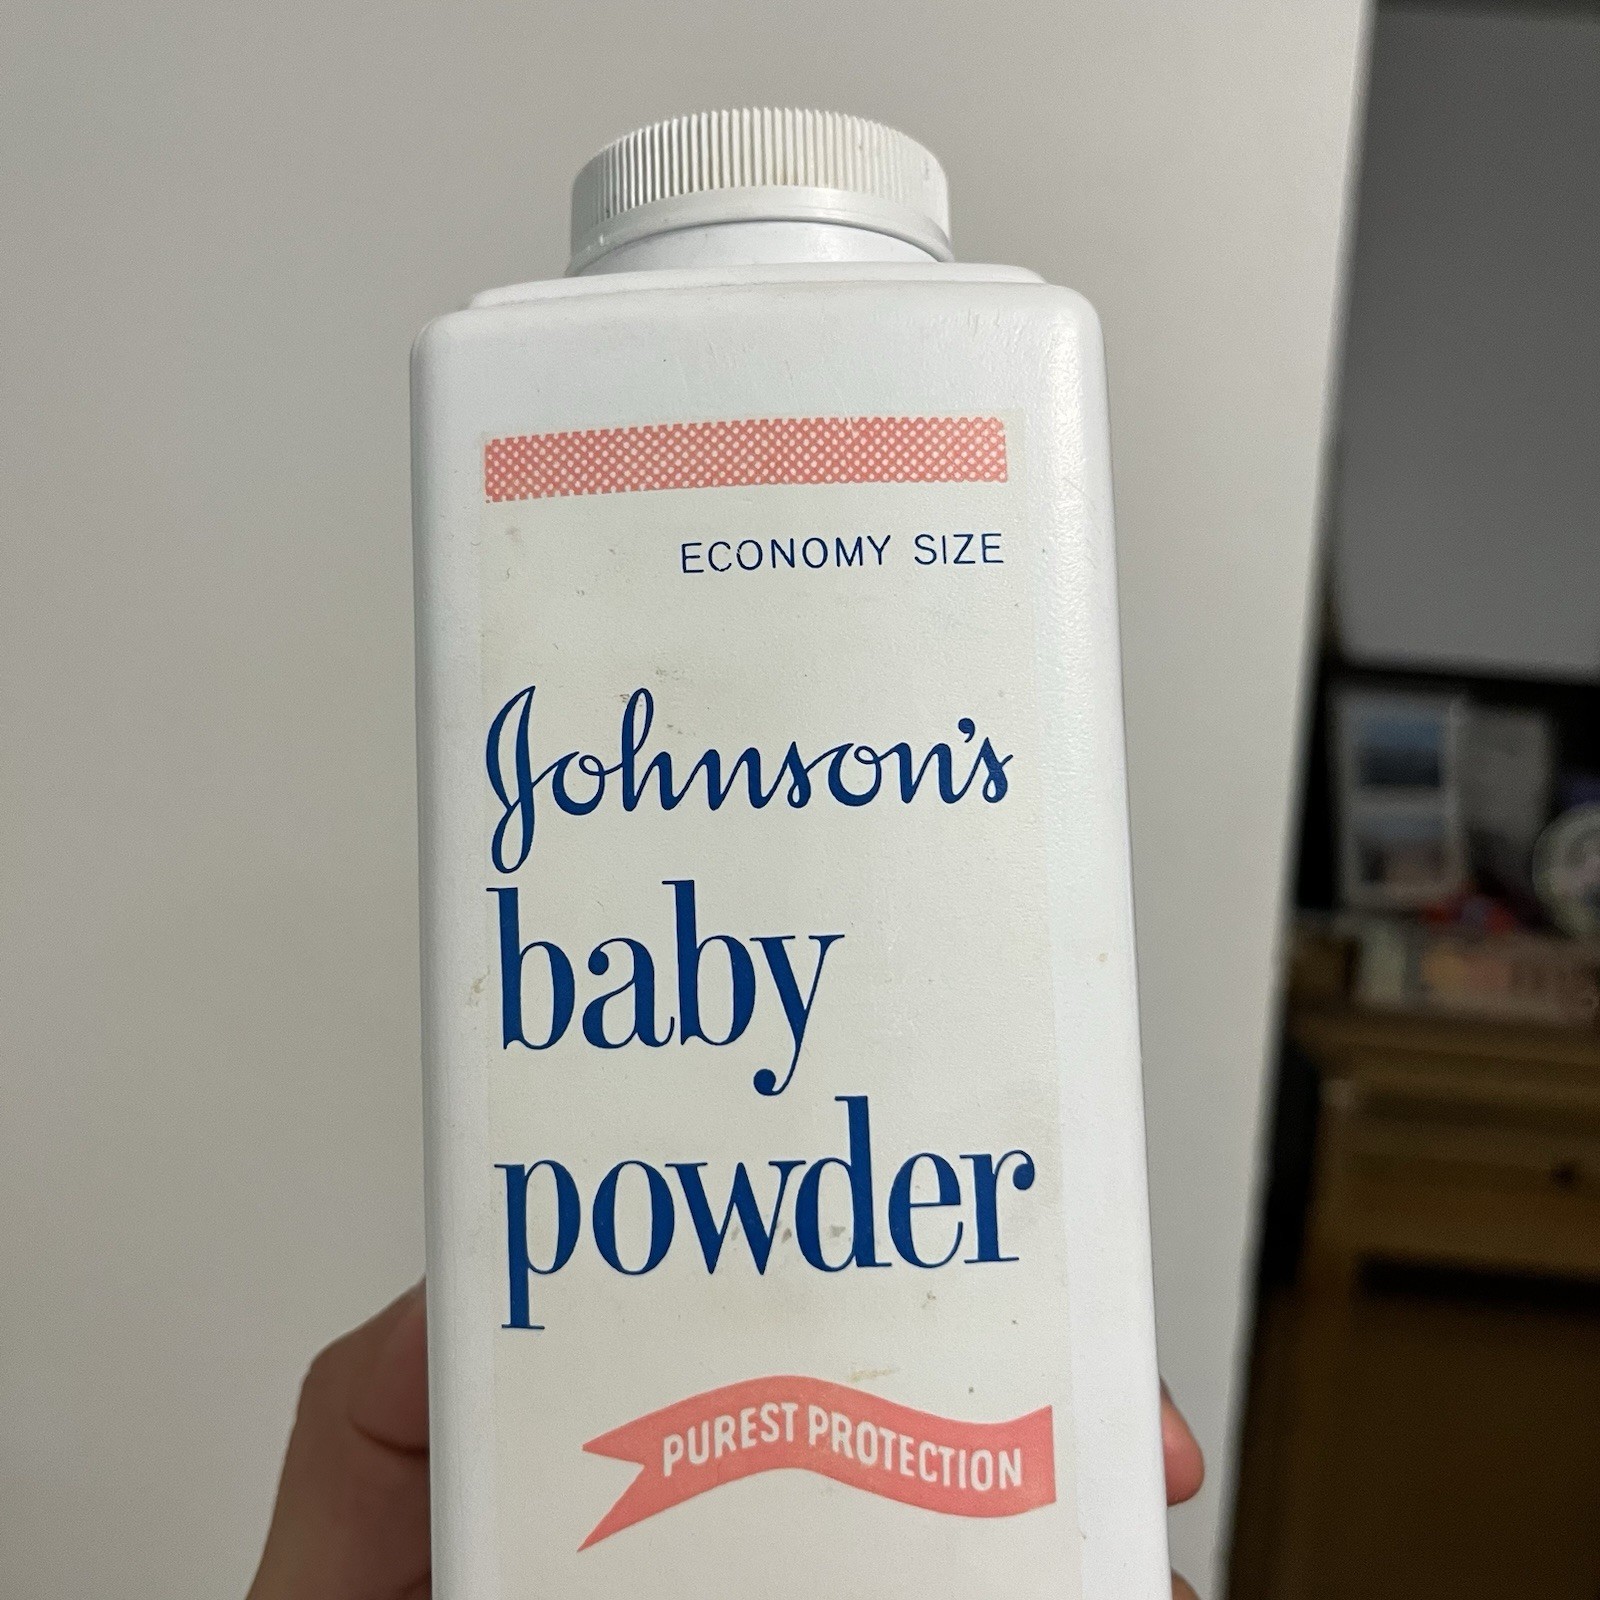 ECONOMY SIZE
Johnson's
baby
powder
PUREST PROTECTION